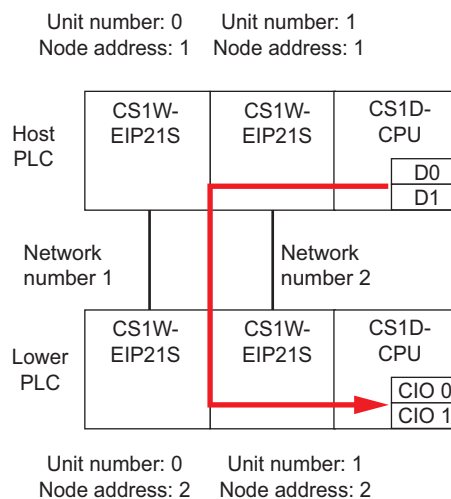 Unit number: 0 Unit number: 1
Node address: 1 Node address: 1
CS1W-
EIP21S
CS1W-
EIP21S
CS1D-
CPU
Host
PLC
D0
D1
Network
number 1
Network
number 2
CS1W-
EIP21S
CS1W-
EIP21S
CS1D-
CPU
Lower
PLC
CIO 0
CIO 1
Unit number: 0 Unit number: 1
Node address: 2 Node address: 2